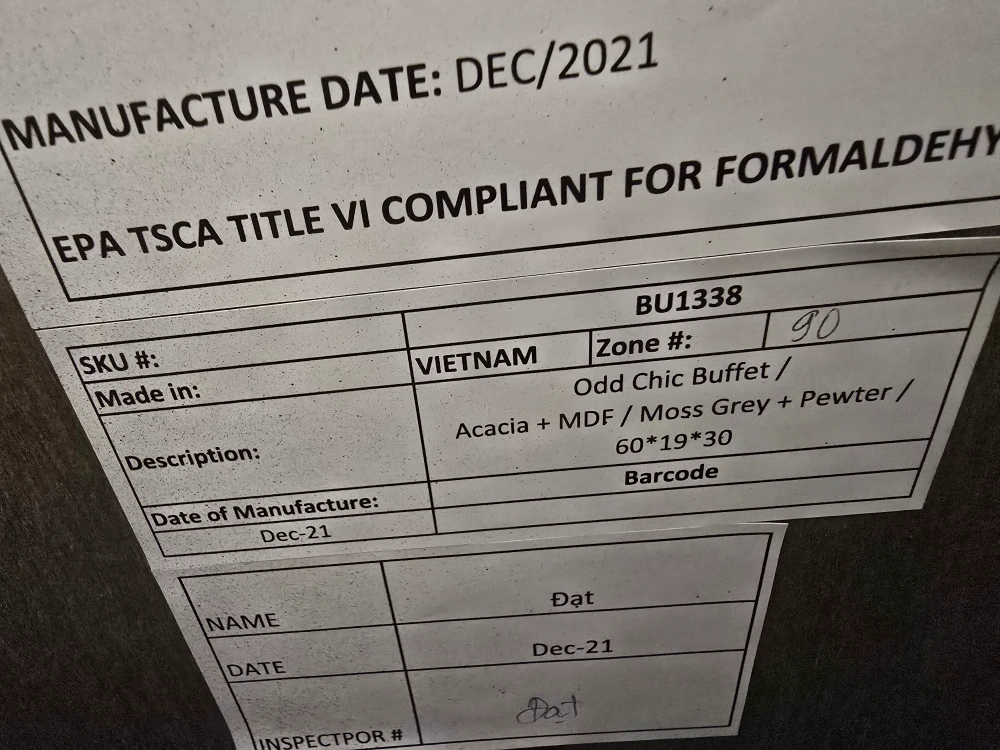 MANUFACTURE DATE: DEC/2021
EPA TSCA TITLE VI COMPLIANT FOR FORMALDEHY
SKU #: BU1338
Made in: VIETNAM Zone #: 90
Description: Odd Chic Buffet /
Acacia + MDF / Moss Grey + Pewter /
60*19*30
Date of Manufacture: Barcode
Dec-21
NAME Đạt
DATE Dec-21
INSPECTPOR # Đạt